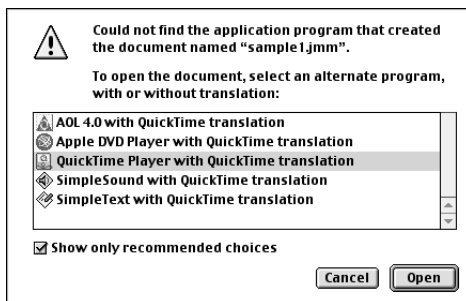 Could not find the application program that created
the document named “sample1.jmm”.
To open the document, select an alternate program,
with or without translation:
AOL 4.0 with QuickTime translation
Apple DVD Player with QuickTime translation
QuickTime Player with QuickTime translation
SimpleSound with QuickTime translation
SimpleText with QuickTime translation
Show only recommended choices
Cancel Open